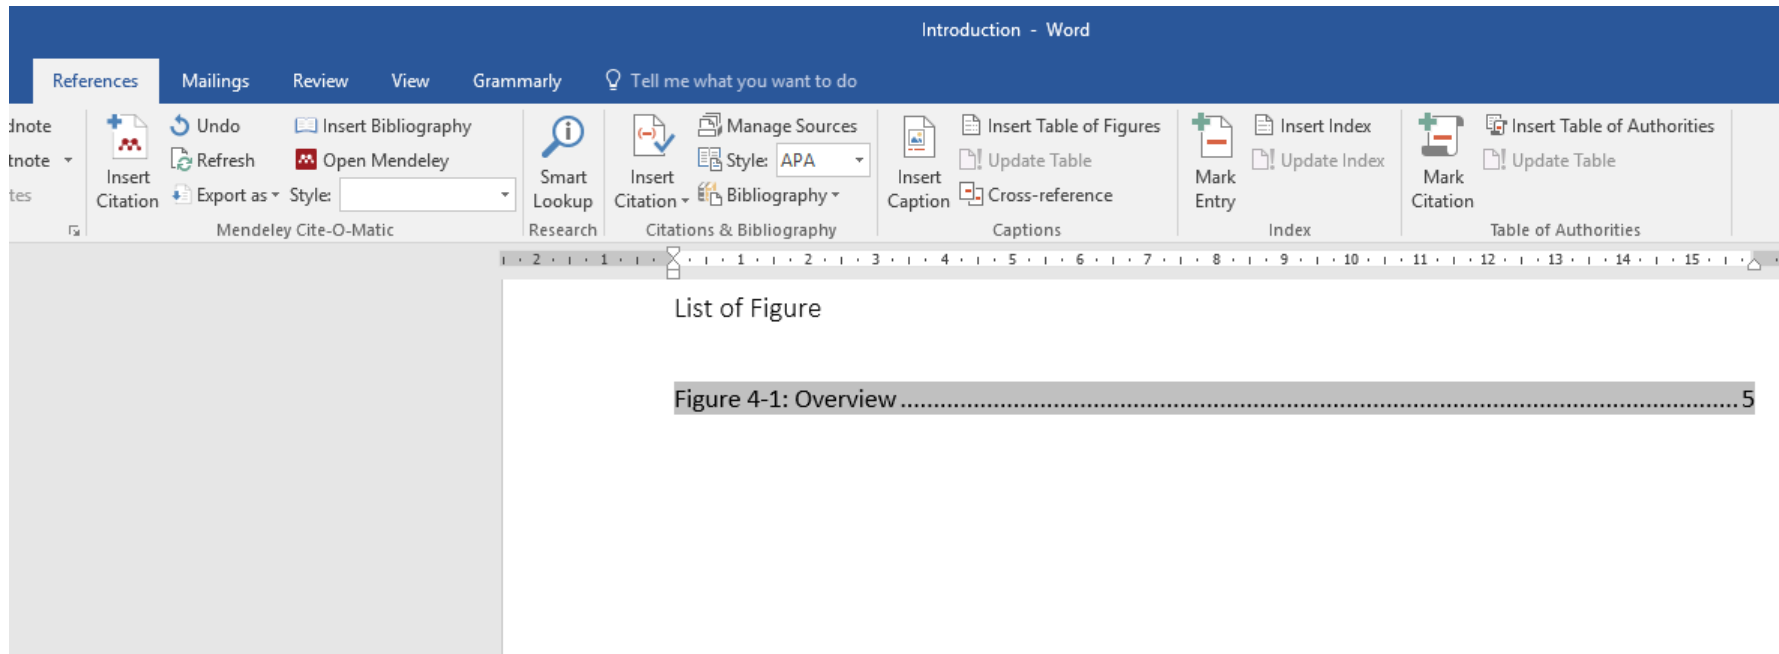 Introduction - Word
References Mailings Review View Grammarly Tell me what you want to do
dnote Undo Insert Bibliography Manage Sources Insert Table of Figures Insert Index Insert Table of Authorities
tnote Refresh Open Mendeley Style: APA Update Table Update Index Update Table
Insert Smart Insert Insert Mark Mark
tes Citation Export as Style: Lookup Citation Bibliography Caption Cross-reference Entry Citation
Mendeley Cite-O-Matic Research Citations & Bibliography Captions Index Table of Authorities
2 1 1 2 3 4 5 6 7 8 9 10 11 12 13 14 15
List of Figure
Figure 4-1: Overview ........ 5